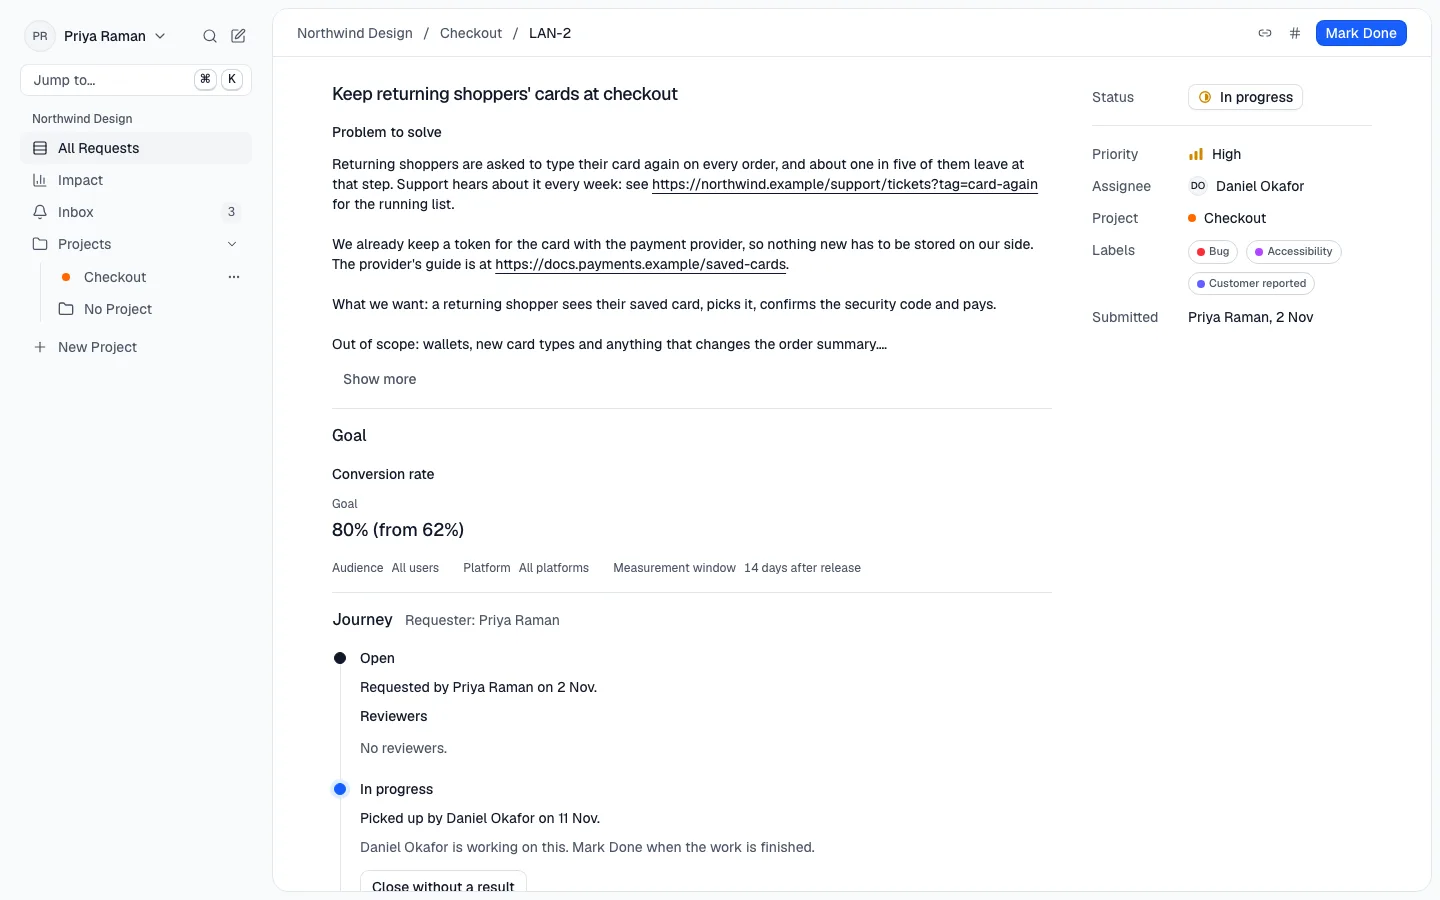 PR Priya Raman
Jump to... ⌘ K
Northwind Design
All Requests
Impact
Inbox 3
Projects
Checkout
No Project
New Project
Northwind Design / Checkout / LAN-2
Mark Done
Keep returning shoppers' cards at checkout
Problem to solve
Returning shoppers are asked to type their card again on every order, and about one in five of them leave at
that step. Support hears about it every week: see https://northwind.example/support/tickets?tag=card-again
for the running list.
We already keep a token for the card with the payment provider, so nothing new has to be stored on our side.
The provider's guide is at https://docs.payments.example/saved-cards.
What we want: a returning shopper sees their saved card, picks it, confirms the security code and pays.
Out of scope: wallets, new card types and anything that changes the order summary....
Show more
Goal
Conversion rate
Goal
80% (from 62%)
Audience All users Platform All platforms Measurement window 14 days after release
Journey Requester: Priya Raman
Open
Requested by Priya Raman on 2 Nov.
Reviewers
No reviewers.
In progress
Picked up by Daniel Okafor on 11 Nov.
Daniel Okafor is working on this. Mark Done when the work is finished.
Close without a result
Status In progress
Priority High
Assignee DO Daniel Okafor
Project Checkout
Labels Bug Accessibility
Customer reported
Submitted Priya Raman, 2 Nov